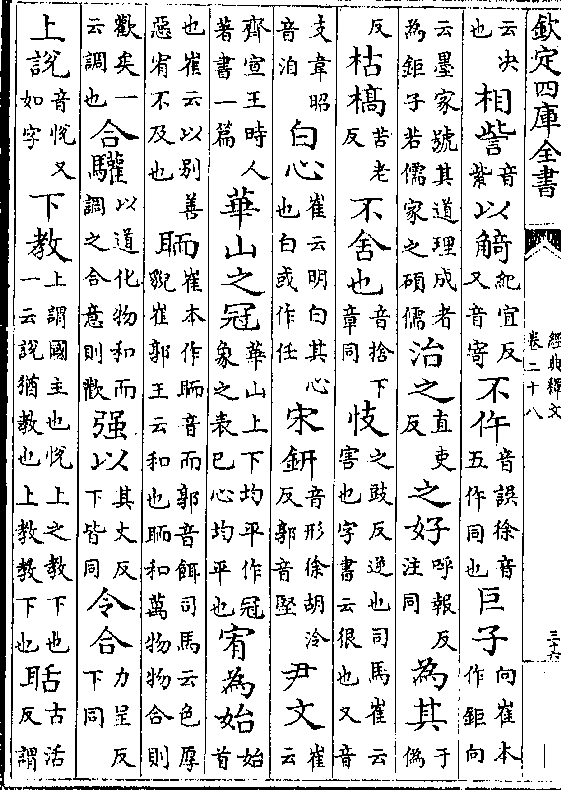 欽定四庫全書
經典釋文
卷二十八
三十六
云决也相訾音紫以觭紀宜反又音寄不仵音誤徐音五作同也巨子向崔本作鉅向
云墨家號其道理成者為鉅子若儒家之碩儒治之直吏反之好呼報反注同為其于偽
反枯槁苦老反不舍也音捨下章同忮之豉反逆也司馬崔云害也字書云很也又音
支韋昭音洎白心崔云明白其心也白或作任宋鈃音形徐胡泠反郭音堅尹文崔云
齊宣王時人著書一篇華山之冠華山上下均平作冠象之表己心均平也宥為始始首
也崔云以别善惡宥不及也聏崔本作聏音而郭音餌司馬云色厚貌崔郭王云和也聏和萬物物合則
歡矣一云調也合驩以道化物和而調之合意則歡强以其丈反下皆同令合力呈反下同
上說音悅又如字下教上謂國主也悅上之教下也一云說猶教也上教教下也聒古活反謂